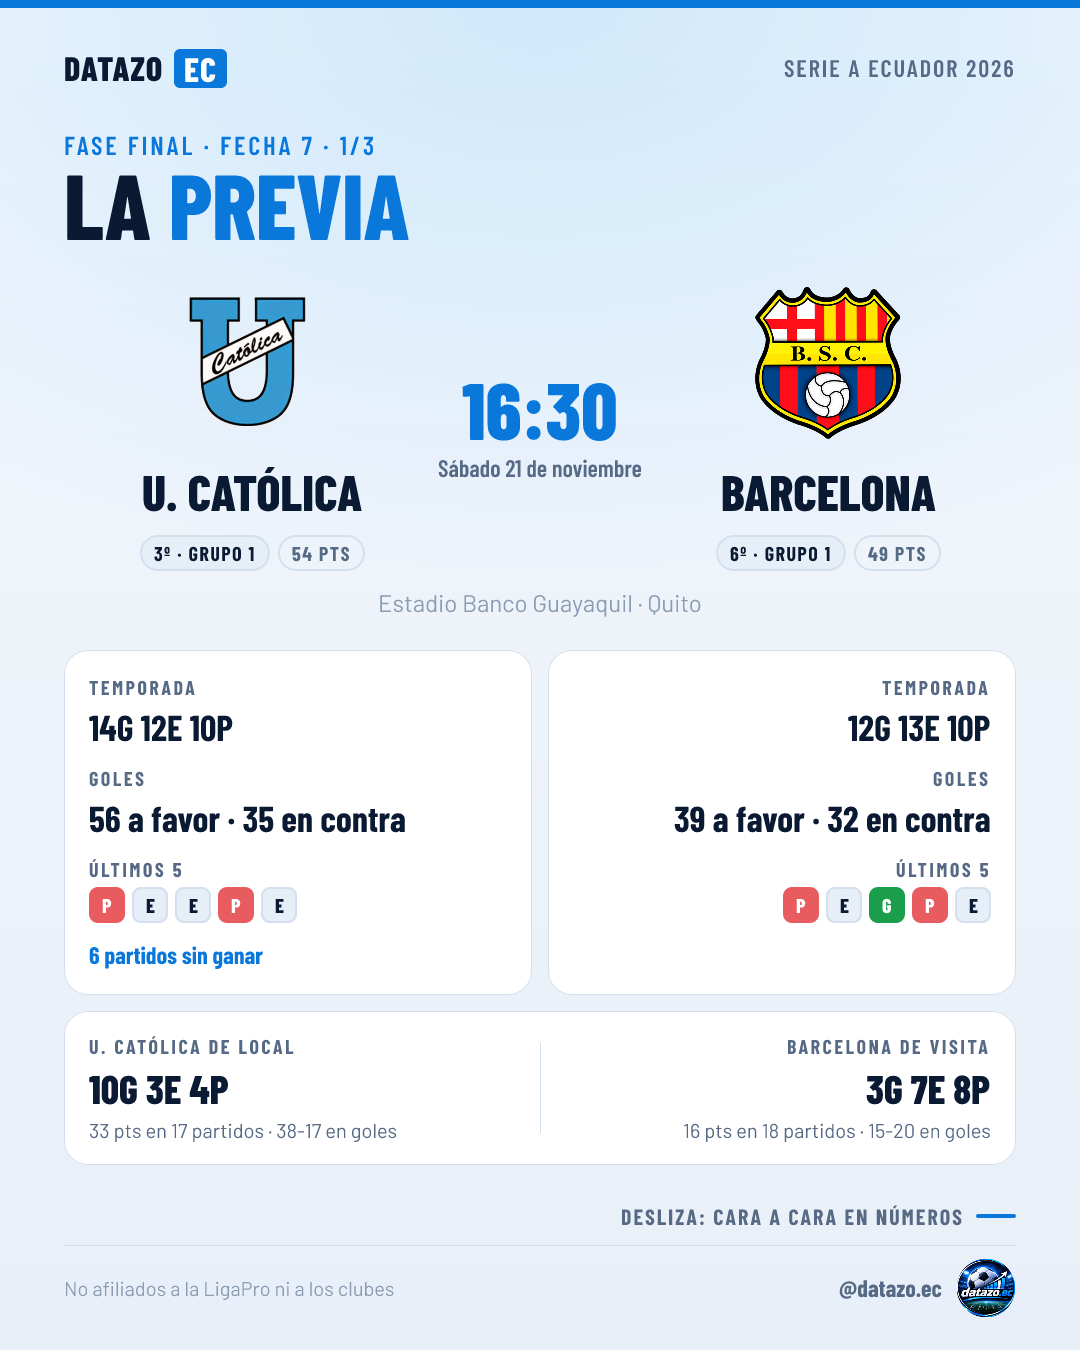 DATAZO EC
SERIE A ECUADOR 2026
FASE FINAL · FECHA 7 · 1/3
LA PREVIA
Católica
B. S. C.
16:30
Sábado 21 de noviembre
U. CATÓLICA
BARCELONA
3º · GRUPO 1
54 PTS
6º · GRUPO 1
49 PTS
Estadio Banco Guayaquil · Quito
TEMPORADA
14G 12E 10P
GOLES
56 a favor · 35 en contra
ÚLTIMOS 5
P E E P E
6 partidos sin ganar
TEMPORADA
12G 13E 10P
GOLES
39 a favor · 32 en contra
ÚLTIMOS 5
P E G P E
U. CATÓLICA DE LOCAL
10G 3E 4P
33 pts en 17 partidos · 38-17 en goles
BARCELONA DE VISITA
3G 7E 8P
16 pts en 18 partidos · 15-20 en goles
DESLIZA: CARA A CARA EN NÚMEROS
No afiliados a la LigaPro ni a los clubes
@datazo.ec
datazo.ec